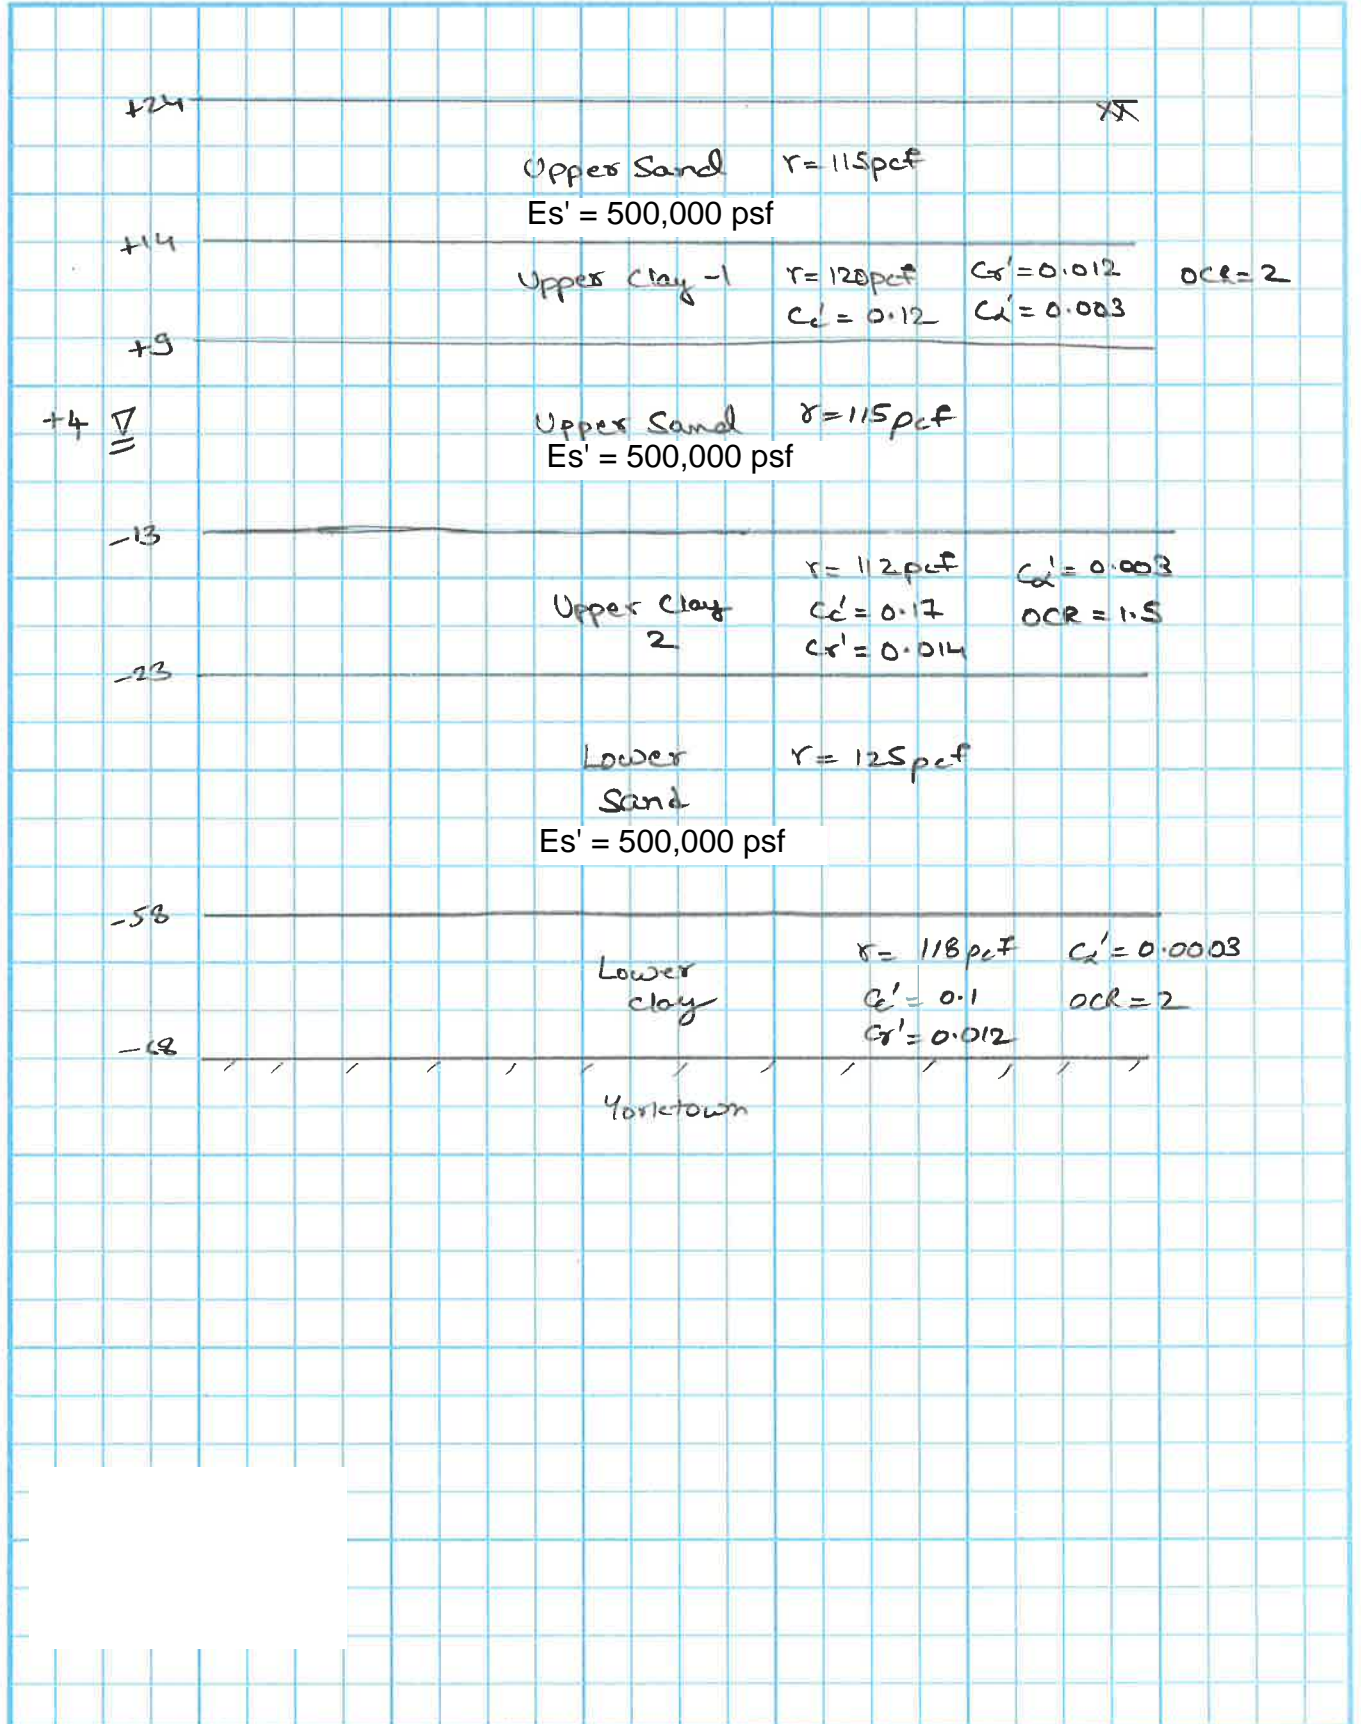 +24
Upper Sand γ=115pcf
Es' = 500,000 psf
+14
Upper Clay-1 γ=120pcf Cr'=0.012 OCR=2
Cc' = 0.12 Cα'=0.003
+9
+4 Upper Sand γ=115pcf
Es' = 500,000 psf
-13
γ= 112pcf Cα'=0.003
Upper Clay Cc'=0.17 OCR=1.5
2 Cr'=0.014
-23
Lower γ= 125pcf
Sand
Es' = 500,000 psf
-58
γ= 118pcf Cα'=0.0003
Lower
clay Cc'= 0.1 OCR=2
Cr'=0.012
-68
Yorktown